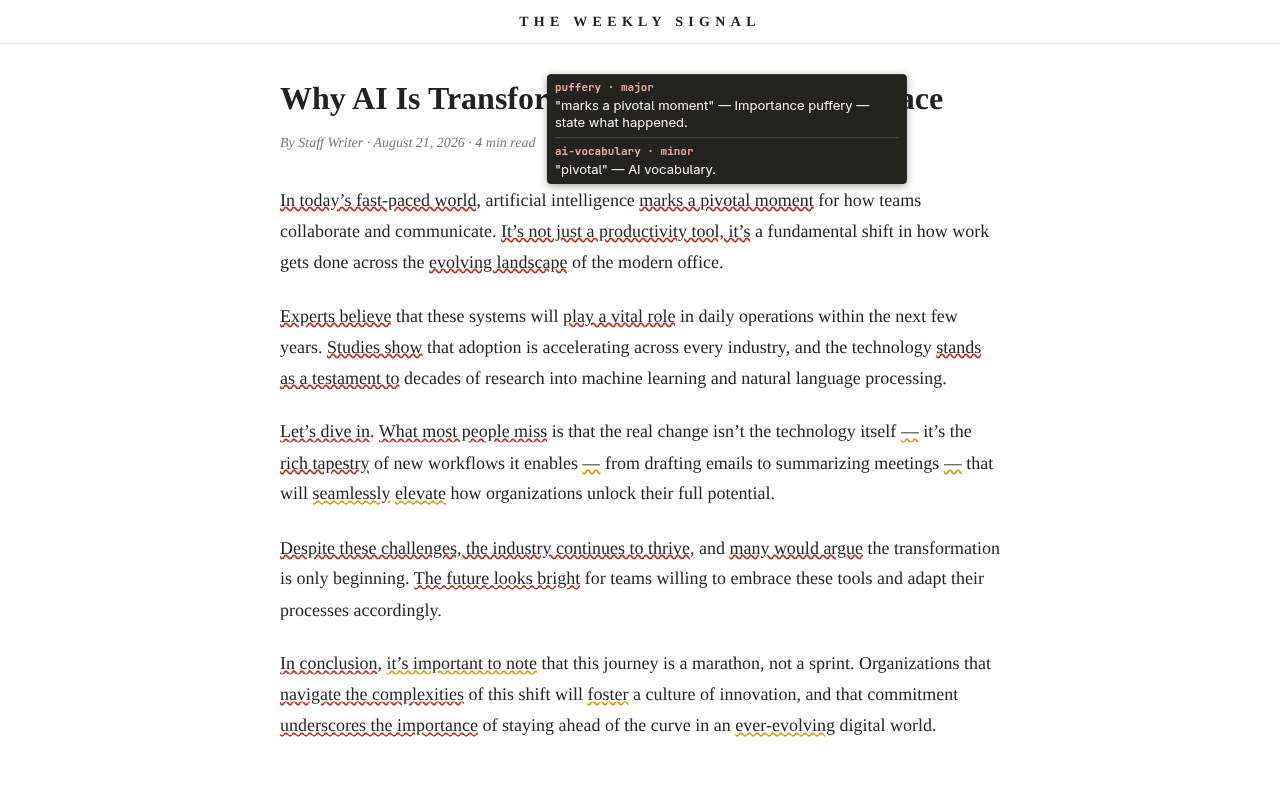 THE WEEKLY SIGNAL
Why AI Is Transfor
ace
puffery · major
"marks a pivotal moment" — Importance puffery —
state what happened.
ai-vocabulary · minor
"pivotal" — AI vocabulary.
By Staff Writer · August 21, 2026 · 4 min read
In today’s fast-paced world, artificial intelligence marks a pivotal moment for how teams
collaborate and communicate. It’s not just a productivity tool, it’s a fundamental shift in how work
gets done across the evolving landscape of the modern office.
Experts believe that these systems will play a vital role in daily operations within the next few
years. Studies show that adoption is accelerating across every industry, and the technology stands
as a testament to decades of research into machine learning and natural language processing.
Let’s dive in. What most people miss is that the real change isn’t the technology itself — it’s the
rich tapestry of new workflows it enables — from drafting emails to summarizing meetings — that
will seamlessly elevate how organizations unlock their full potential.
Despite these challenges, the industry continues to thrive, and many would argue the transformation
is only beginning. The future looks bright for teams willing to embrace these tools and adapt their
processes accordingly.
In conclusion, it’s important to note that this journey is a marathon, not a sprint. Organizations that
navigate the complexities of this shift will foster a culture of innovation, and that commitment
underscores the importance of staying ahead of the curve in an ever-evolving digital world.